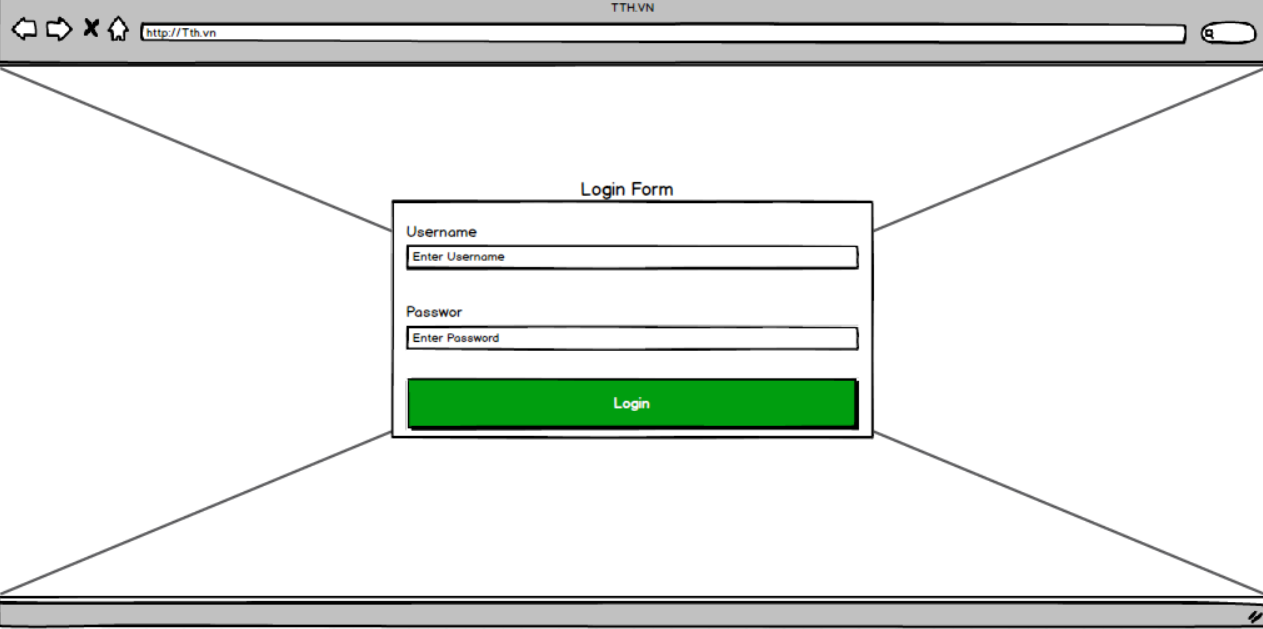 TTH.VN
http://Tth.vn
Login Form
Username
Enter Username
Passwor
Enter Password
Login